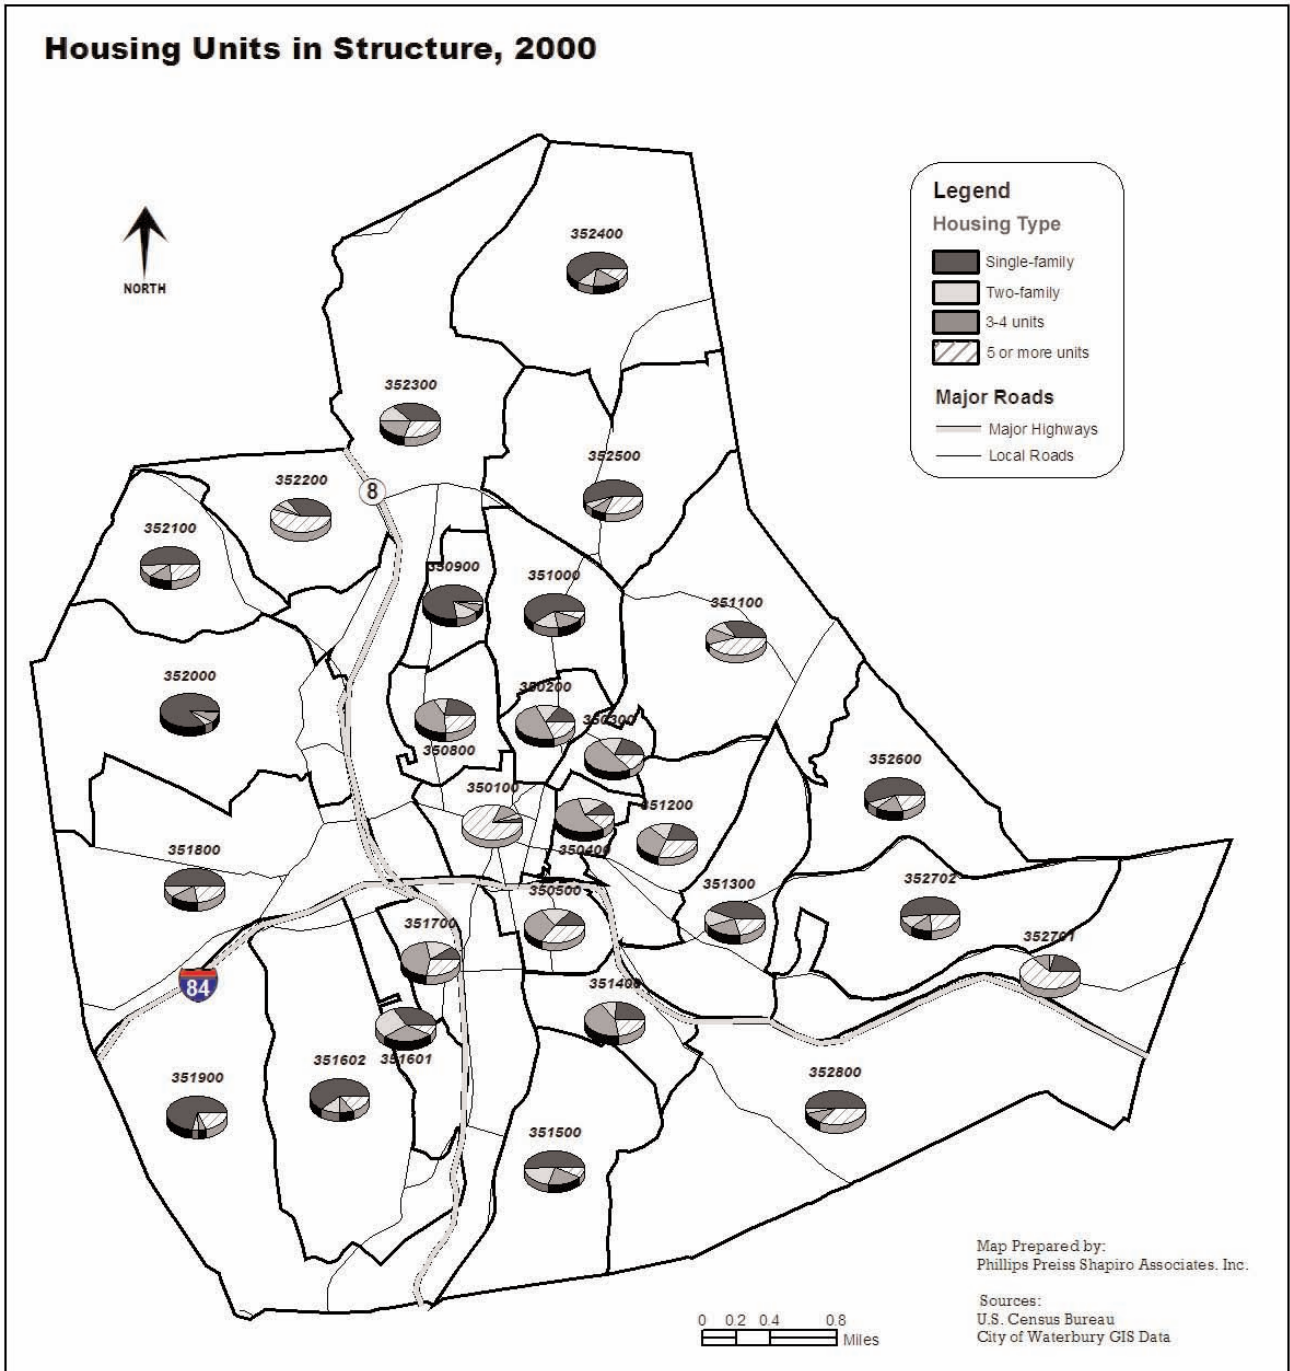 Housing Units in Structure, 2000
NORTH
Legend
Housing Type
Single-family
Two-family
3-4 units
5 or more units
Major Roads
Major Highways
Local Roads
352400
352300
352500
352200
8
352100
350900
351000
351100
352000
350200
350300
350800
352600
350100
351200
350400
351800
351300
352702
350500
351700
352701
84
351400
351602
351601
351900
352800
351500
Map Prepared by:
Phillips Preiss Shapiro Associates. Inc.
Sources:
U.S. Census Bureau
City of Waterbury GIS Data
0 0.2 0.4 0.8
Miles